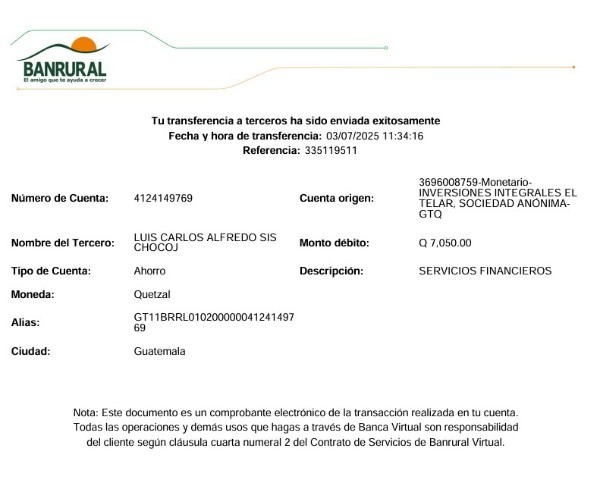 BANRURAL
El amigo que te ayuda a crecer
Tu transferencia a terceros ha sido enviada exitosamente
Fecha y hora de transferencia: 03/07/2025 11:34:16
Referencia: 335119511
Número de Cuenta: 4124149769
Cuenta origen: 3696008759-Monetario-
INVERSIONES INTEGRALES EL
TELAR, SOCIEDAD ANÓNIMA-
GTQ
Nombre del Tercero: LUIS CARLOS ALFREDO SIS
CHOCOJ
Monto débito: Q 7,050.00
Tipo de Cuenta: Ahorro
Descripción: SERVICIOS FINANCIEROS
Moneda: Quetzal
Alias: GT11BRRL010200000041241497
69
Ciudad: Guatemala
Nota: Este documento es un comprobante electrónico de la transacción realizada en tu cuenta.
Todas las operaciones y demás usos que hagas a través de Banca Virtual son responsabilidad
del cliente según cláusula cuarta numeral 2 del Contrato de Servicios de Banrural Virtual.